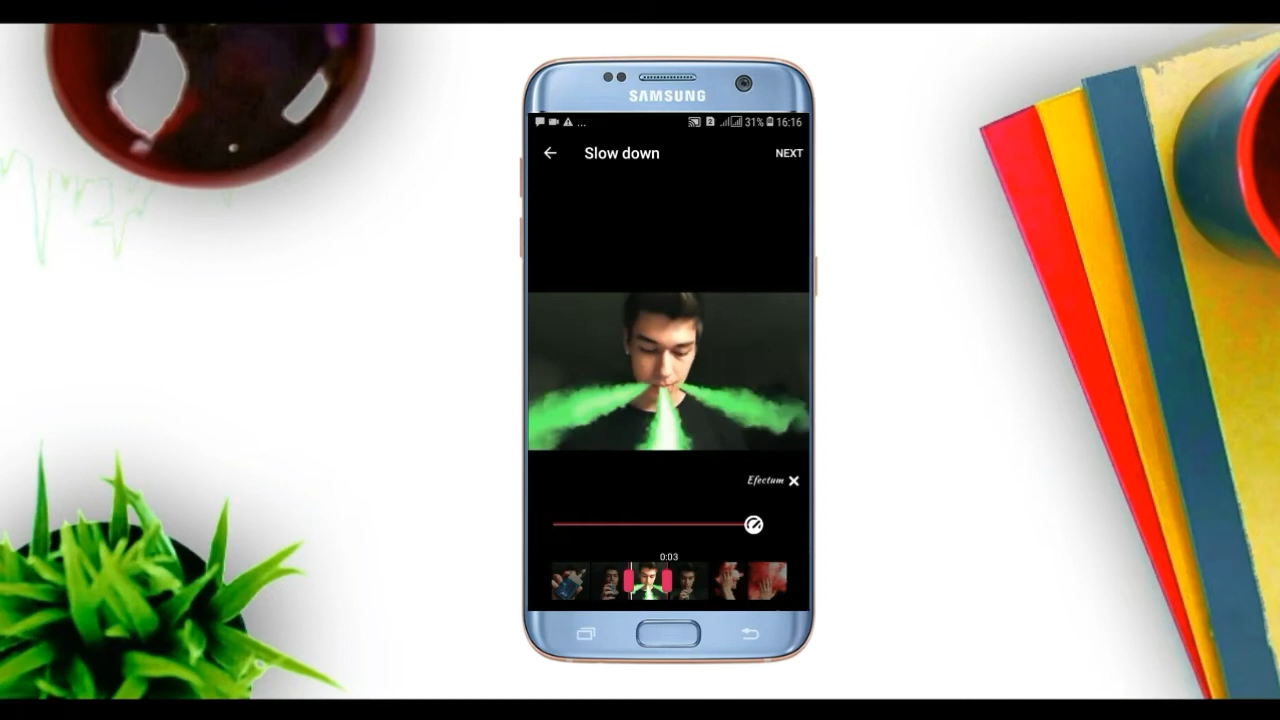 SAMSUNG
... 31% 16:16
Slow down NEXT
Efectum
0:03